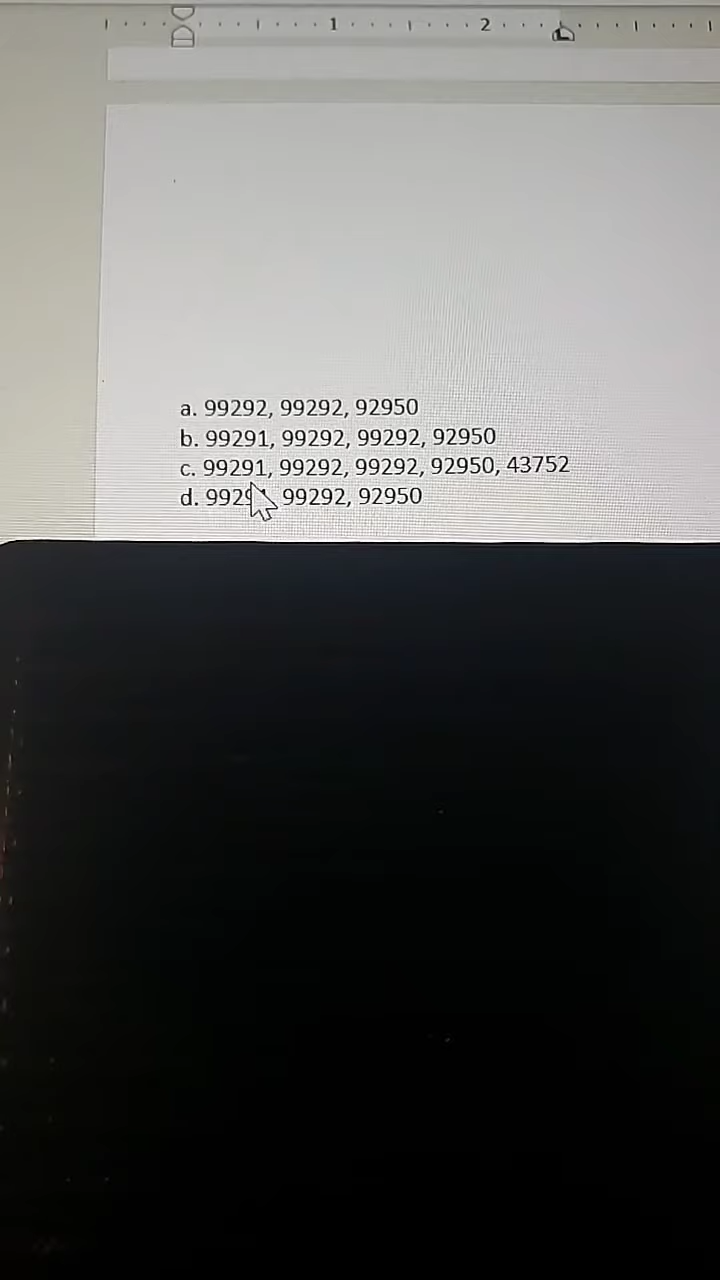 1 2
a. 99292, 99292, 92950
b. 99291, 99292, 99292, 92950
c. 99291, 99292, 99292, 92950, 43752
d. 99292, 92950